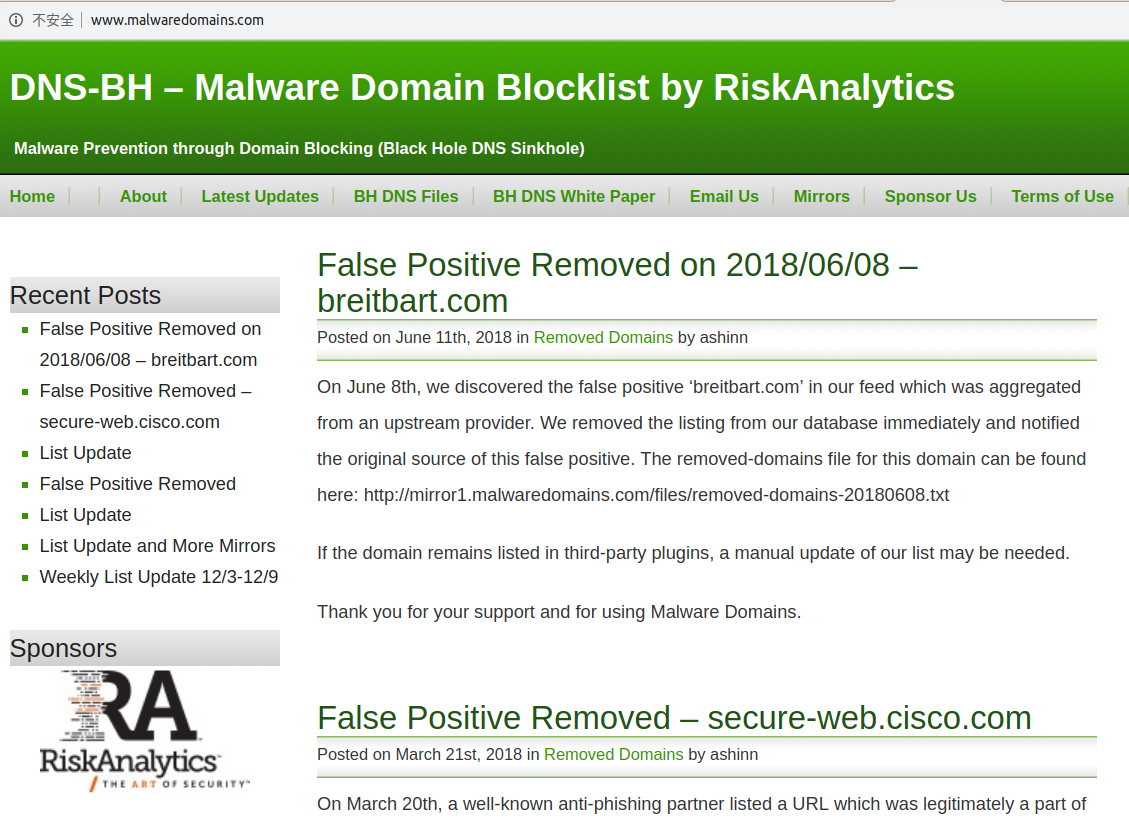 不安全 www.malwaredomains.com
DNS-BH – Malware Domain Blocklist by RiskAnalytics
Malware Prevention through Domain Blocking (Black Hole DNS Sinkhole)
Home About Latest Updates BH DNS Files BH DNS White Paper Email Us Mirrors Sponsor Us Terms of Use
Recent Posts
False Positive Removed on
2018/06/08 – breitbart.com
False Positive Removed –
secure-web.cisco.com
List Update
False Positive Removed
List Update
List Update and More Mirrors
Weekly List Update 12/3-12/9
Sponsors
RA
RiskAnalytics
THE ART OF SECURITY™
False Positive Removed on 2018/06/08 –
breitbart.com
Posted on June 11th, 2018 in Removed Domains by ashinn
On June 8th, we discovered the false positive ‘breitbart.com’ in our feed which was aggregated
from an upstream provider. We removed the listing from our database immediately and notified
the original source of this false positive. The removed-domains file for this domain can be found
here: http://mirror1.malwaredomains.com/files/removed-domains-20180608.txt
If the domain remains listed in third-party plugins, a manual update of our list may be needed.
Thank you for your support and for using Malware Domains.
False Positive Removed – secure-web.cisco.com
Posted on March 21st, 2018 in Removed Domains by ashinn
On March 20th, a well-known anti-phishing partner listed a URL which was legitimately a part of